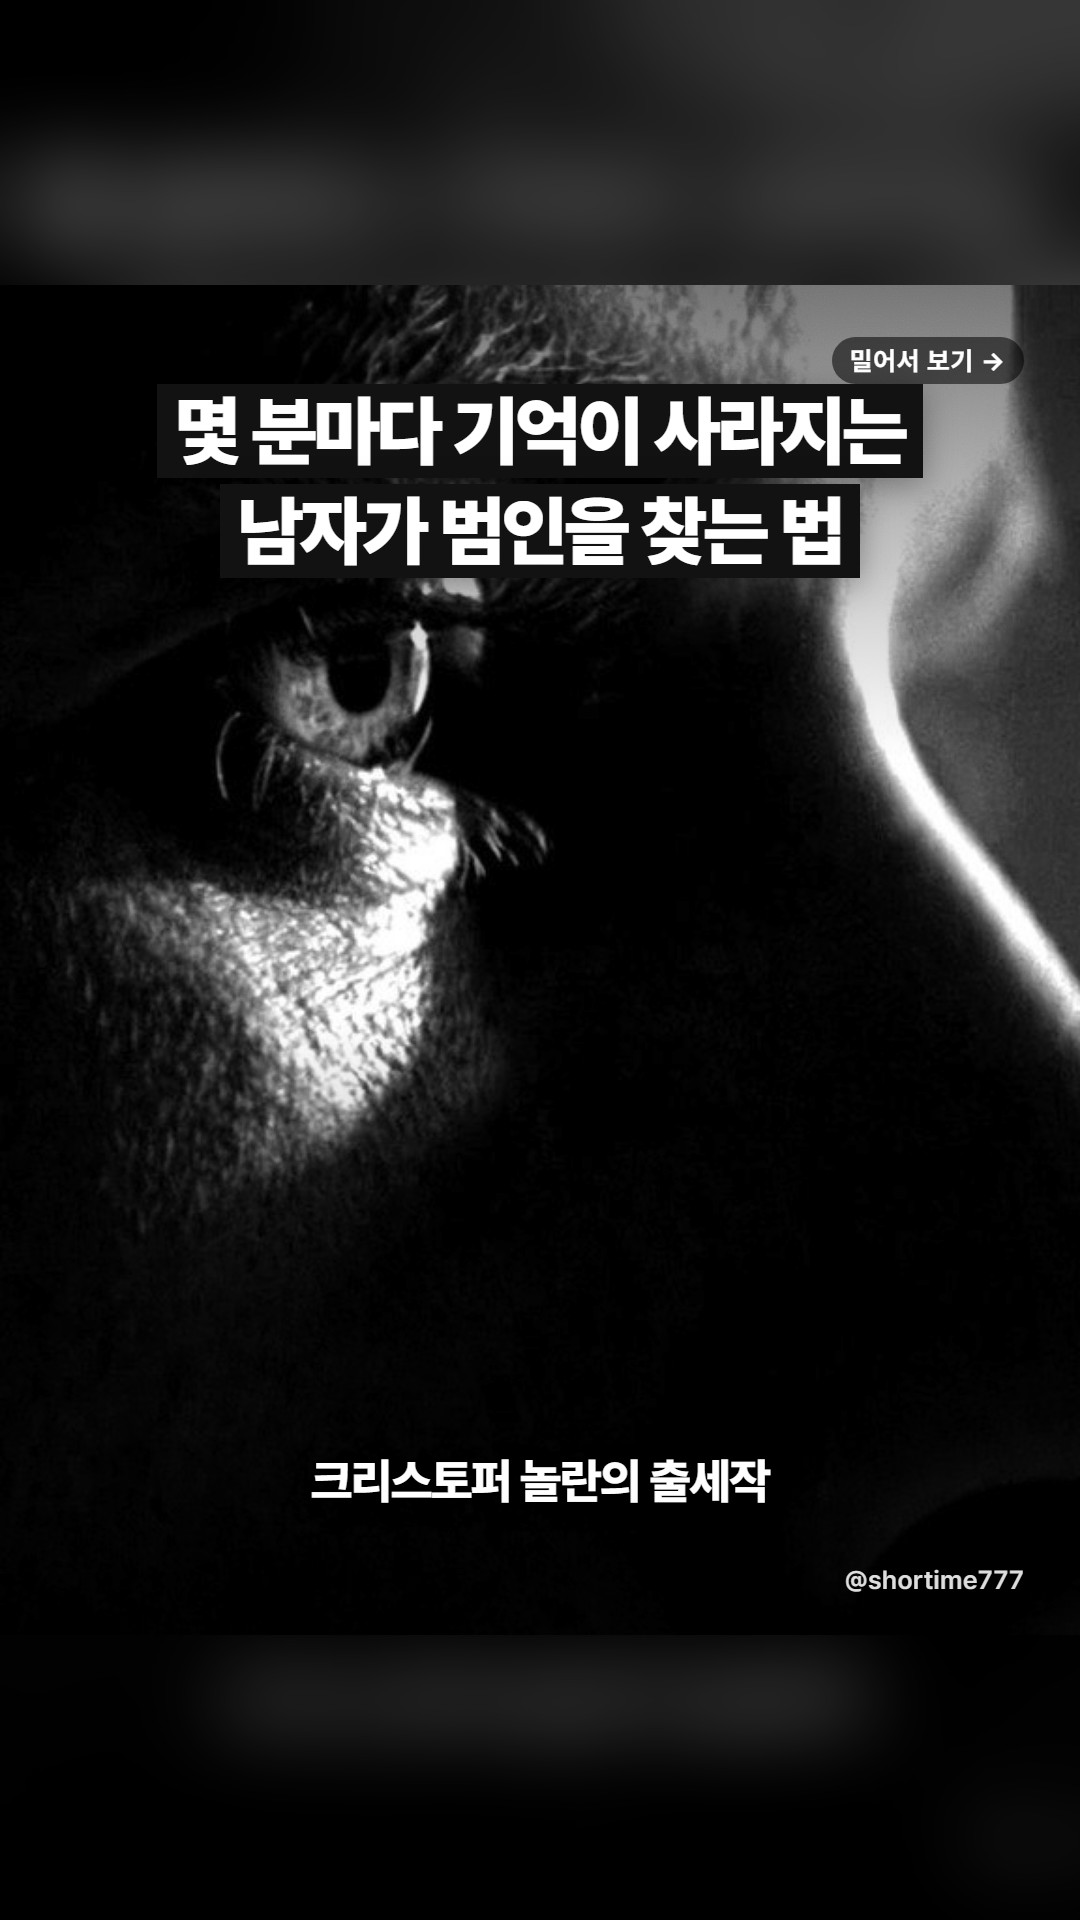 밀어서 보기 →
몇 분마다 기억이 사라지는
남자가 범인을 찾는 법
크리스토퍼 놀란의 출세작
@shortime777